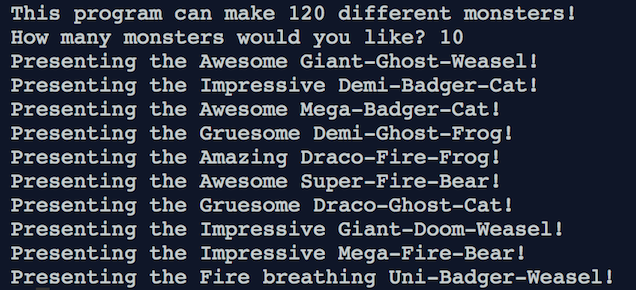 This program can make 120 different monsters!
How many monsters would you like? 10
Presenting the Awesome Giant-Ghost-Weasel!
Presenting the Impressive Demi-Badger-Cat!
Presenting the Awesome Mega-Badger-Cat!
Presenting the Gruesome Demi-Ghost-Frog!
Presenting the Amazing Draco-Fire-Frog!
Presenting the Awesome Super-Fire-Bear!
Presenting the Gruesome Draco-Ghost-Cat!
Presenting the Impressive Giant-Doom-Weasel!
Presenting the Impressive Mega-Fire-Bear!
Presenting the Fire breathing Uni-Badger-Weasel!